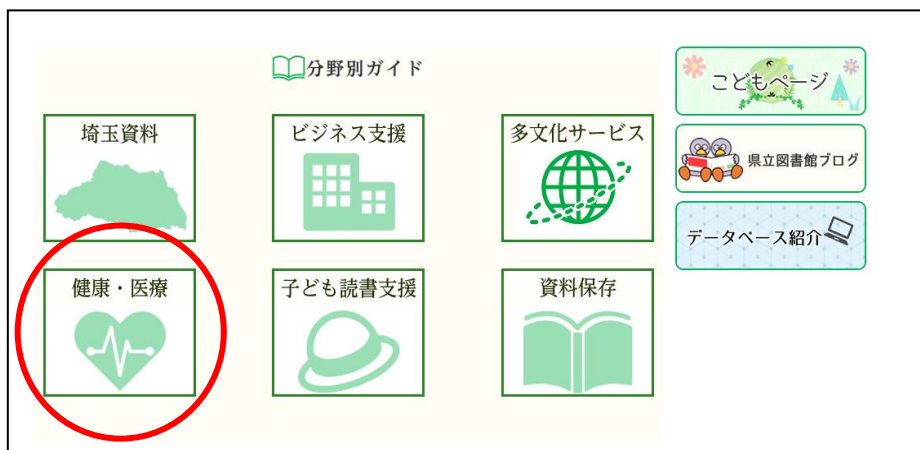 分野別ガイド
埼玉資料
ビジネス支援
多文化サービス
健康・医療
子ども読書支援
資料保存
こどもページ
県立図書館ブログ
データベース紹介